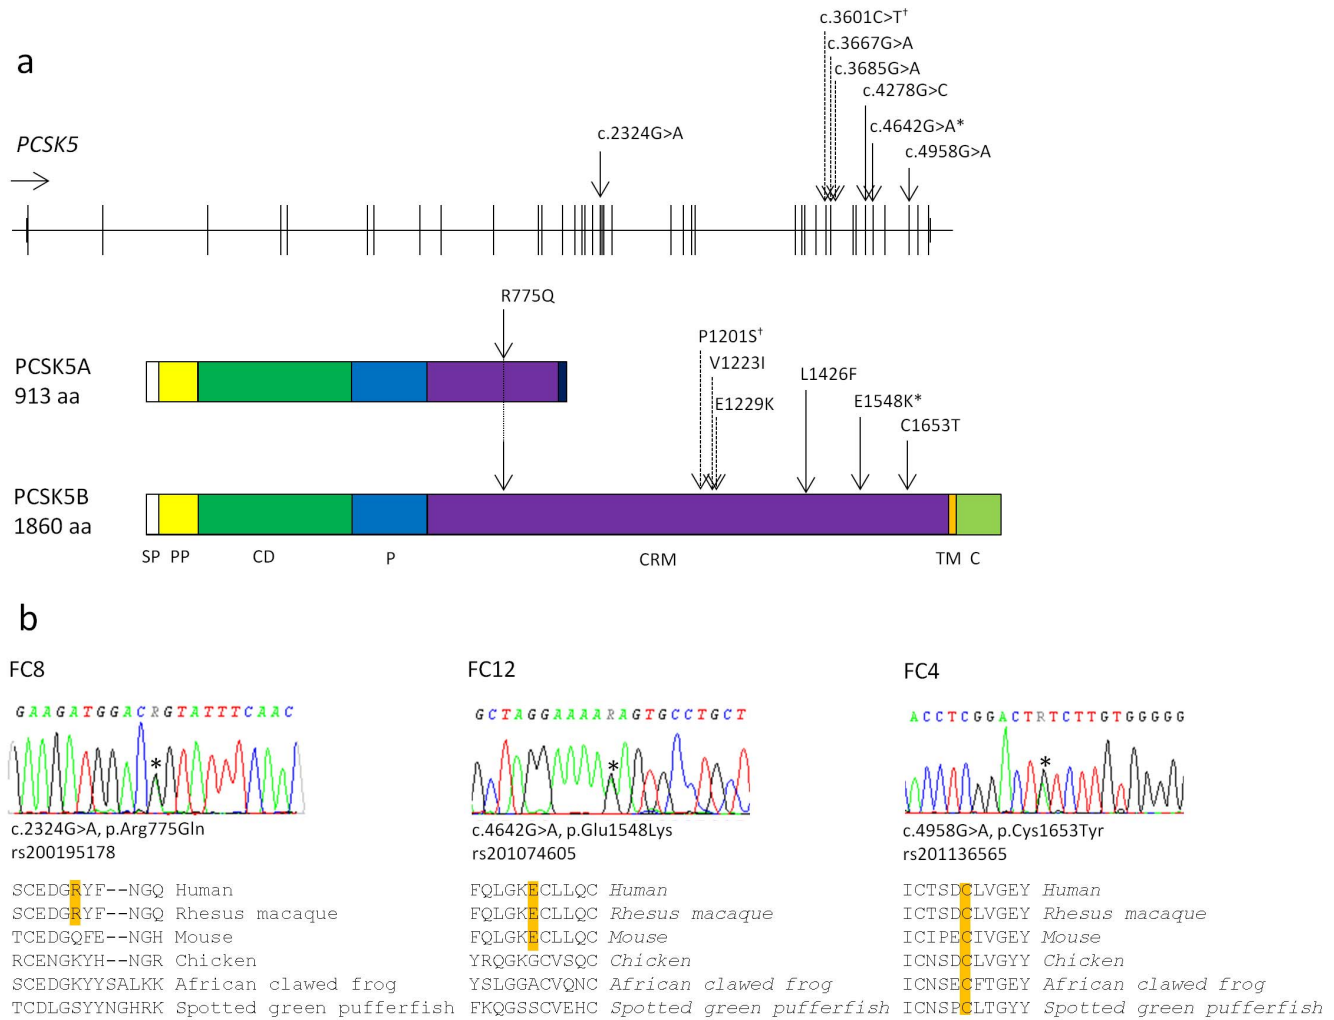 a
c.3601C>T†
c.3667G>A
c.3685G>A
c.4278G>C
c.2324G>A
c.4642G>A*
c.4958G>A
PCSK5
R775Q
P1201S†
V1223I
E1229K
L1426F
E1548K*
C1653T
PCSK5A
913 aa
PCSK5B
1860 aa
SP PP CD P CRM TM C
b
FC8
GAAGATGGACRGTATTTCAAC
*
c.2324G>A, p.Arg775Gln
rs200195178
SCEDGRYF--NGQ Human
SCEDGRYF--NGQ Rhesus macaque
TCEDGQFE--NGH Mouse
RCENGKYH--NGR Chicken
SCEDGKYYSALKK African clawed frog
TCDLGSYYNGHRK Spotted green pufferfish
FC12
GCTAGGAAAARAGTGCCTGCT
*
c.4642G>A, p.Glu1548Lys
rs201074605
FQLGKECLLQC Human
FQLGKECLLQC Rhesus macaque
FQLGKECLLQC Mouse
YRQGKGCVSQC Chicken
YSLGGACVQNC African clawed frog
FKQGSSCVEHC Spotted green pufferfish
FC4
ACCTCGGACTRTCTTGTGGGGG
*
c.4958G>A, p.Cys1653Tyr
rs201136565
ICTSDCLVGEY Human
ICTSDCLVGEY Rhesus macaque
ICIPECIVGEY Mouse
ICNSDCLVGYY Chicken
ICNSECFTGEY African clawed frog
ICNSPCLTGYY Spotted green pufferfish